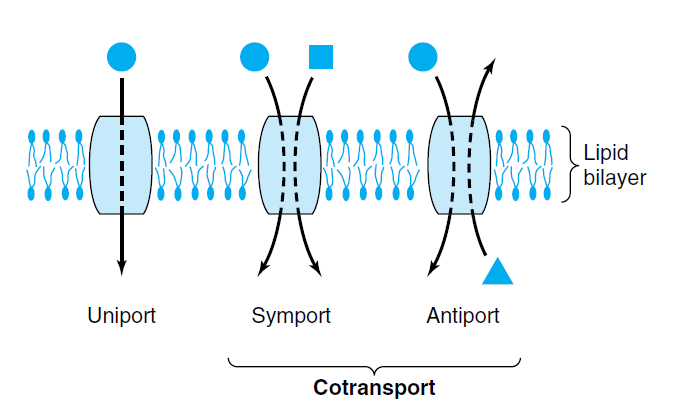 Lipid
bilayer
Uniport
Symport
Antiport
Cotransport